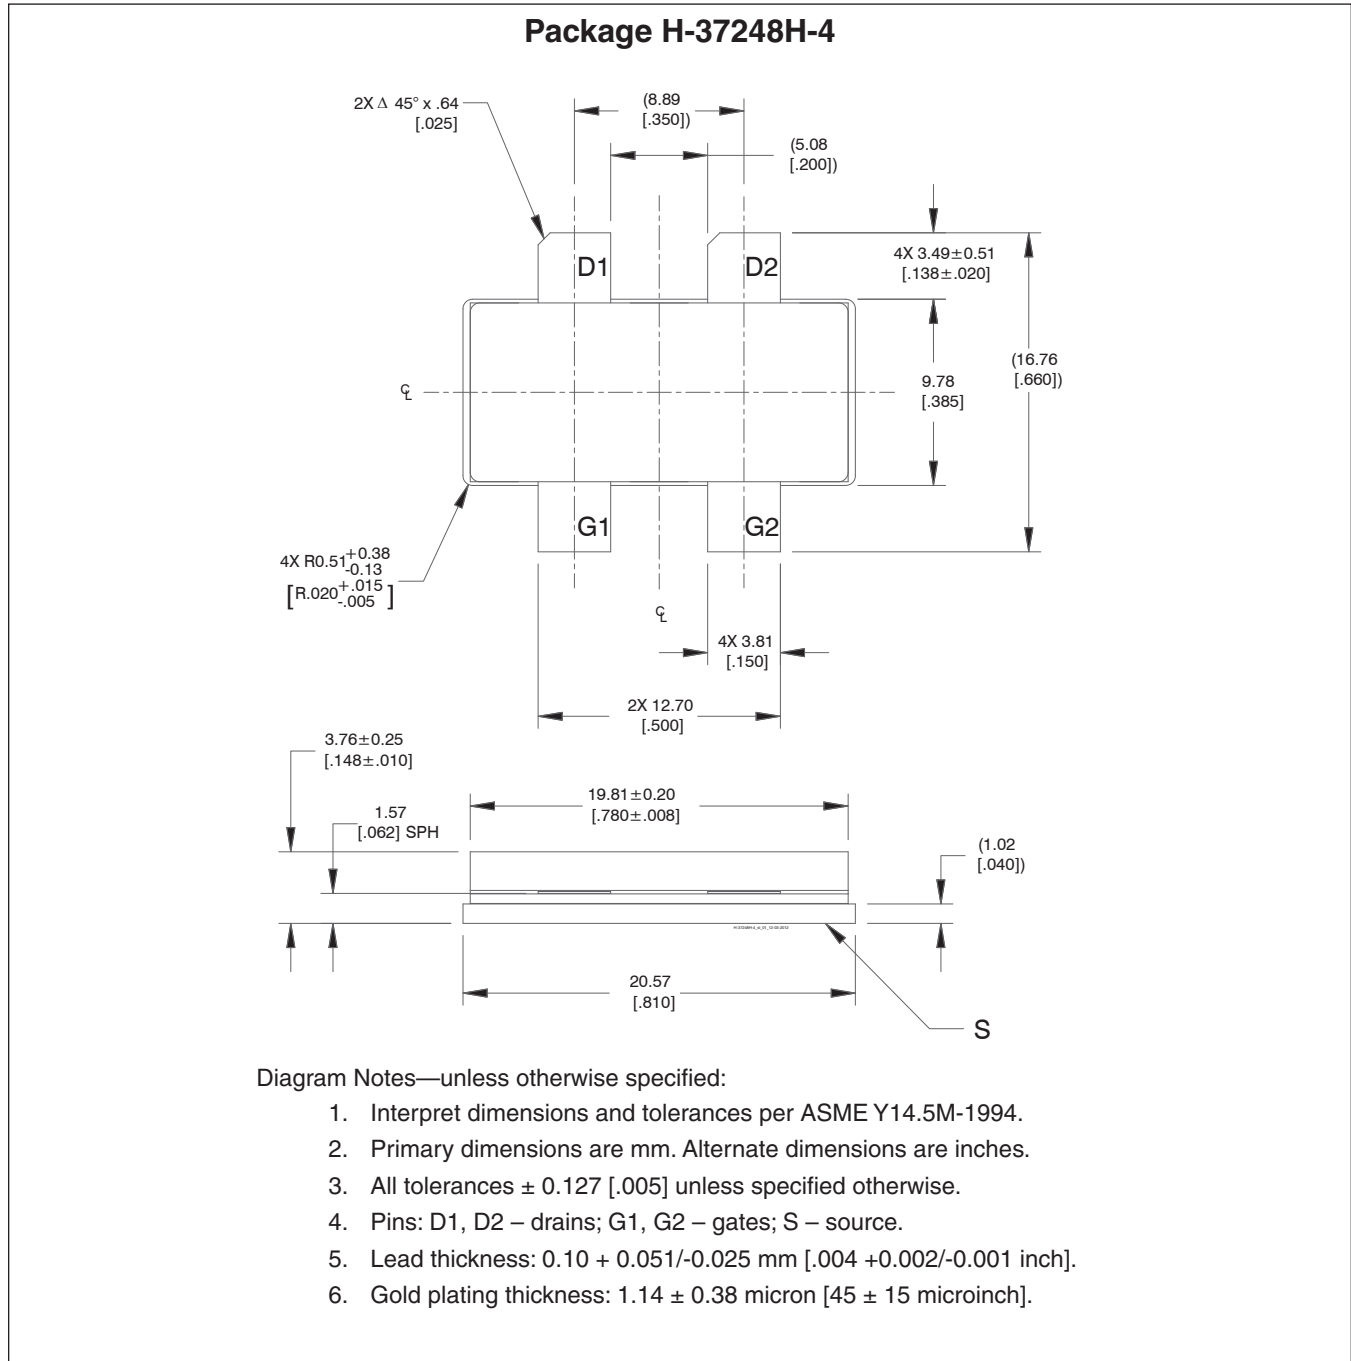 Package H-37248H-4
2X Δ 45° x .64
[.025]
(8.89
[.350])
(5.08
[.200])
D1
D2
4X 3.49±0.51
[.138±.020]
(16.76
[.660])
9.78
[.385]
C
L
G1
G2
4X R0.51+0.38
-0.13
[R.020+.015
-.005 ]
C
L
4X 3.81
[.150]
2X 12.70
[.500]
3.76±0.25
[.148±.010]
19.81±0.20
[.780±.008]
1.57
[.062] SPH
(1.02
[.040])
20.57
[.810]
S
Diagram Notes—unless otherwise specified:
1. Interpret dimensions and tolerances per ASME Y14.5M-1994.
2. Primary dimensions are mm. Alternate dimensions are inches.
3. All tolerances ± 0.127 [.005] unless specified otherwise.
4. Pins: D1, D2 – drains; G1, G2 – gates; S – source.
5. Lead thickness: 0.10 + 0.051/-0.025 mm [.004 +0.002/-0.001 inch].
6. Gold plating thickness: 1.14 ± 0.38 micron [45 ± 15 microinch].